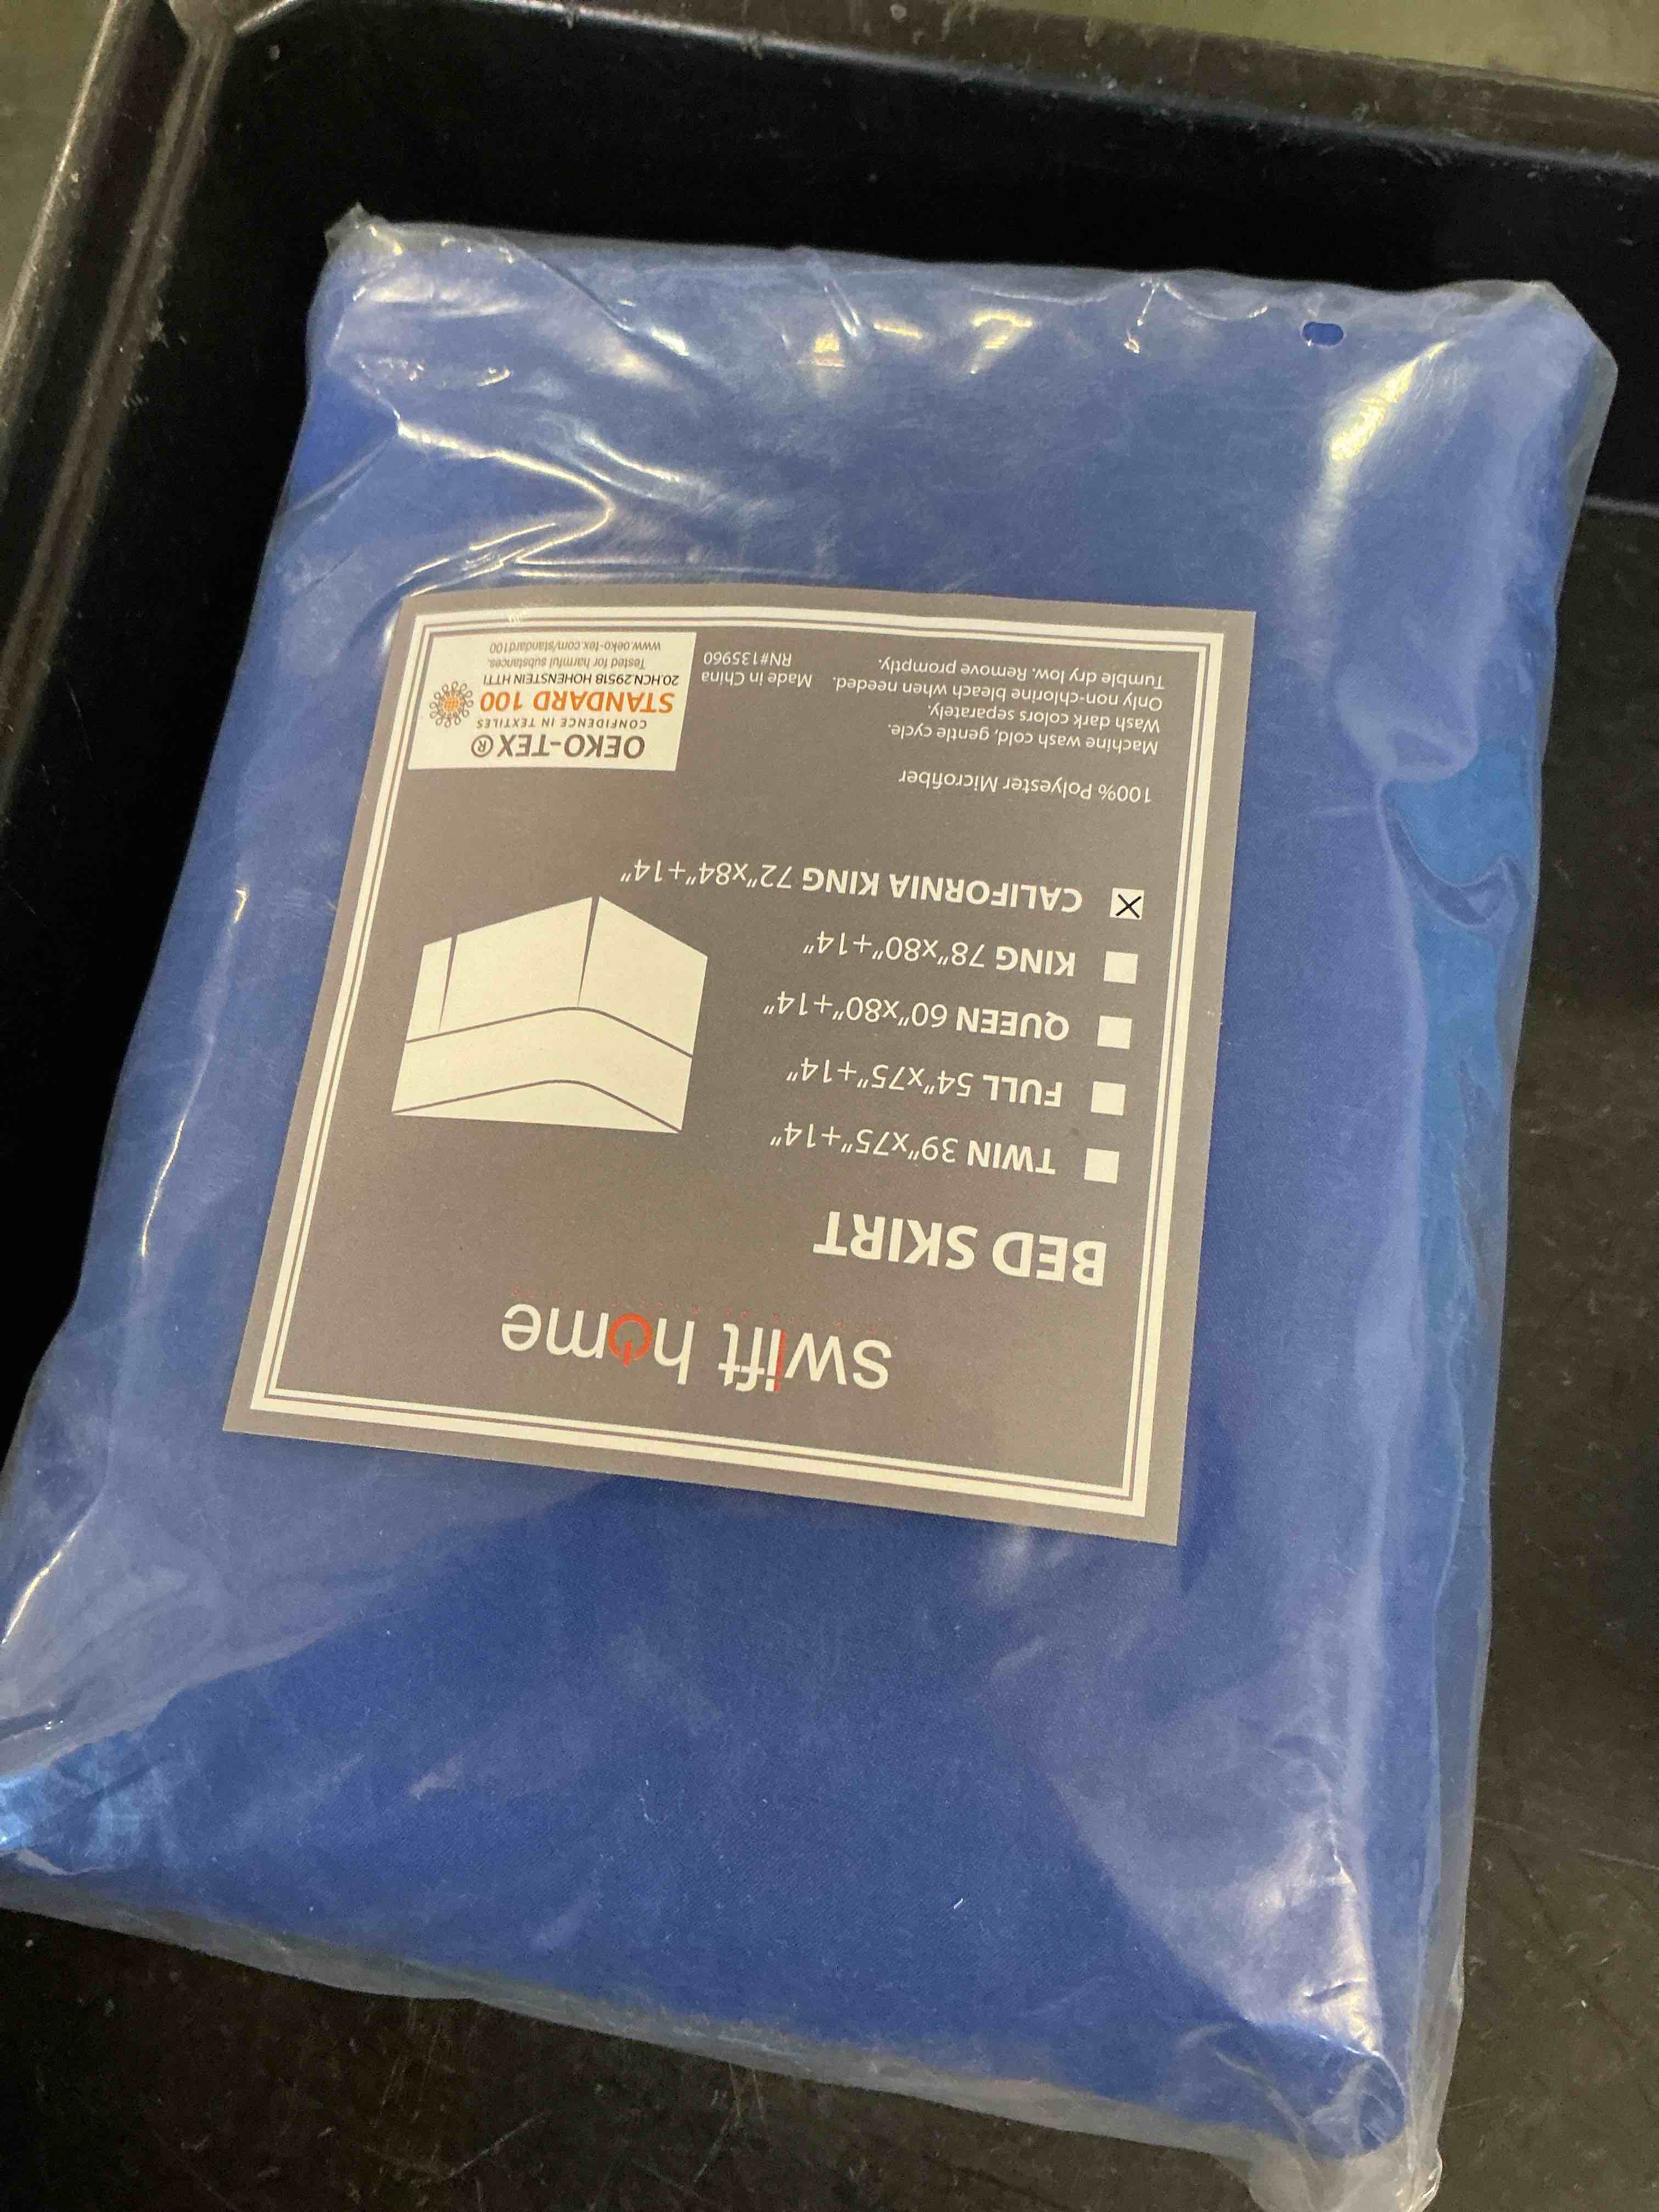 swift home
BED SKIRT
TWIN 39"x75"+14"
FULL 54"x75"+14"
QUEEN 60"x80"+14"
KING 78"x80"+14"
CALIFORNIA KING 72"x84"+14"
100% Polyester Microfiber
Machine wash cold, gentle cycle.
Wash dark colors separately.
Only non-chlorine bleach when needed.
Tumble dry low. Remove promptly.
Made in China
RN#135960
OEKO-TEX®
CONFIDENCE IN TEXTILES
STANDARD 100
20.HCN.29518 HOHENSTEIN HTTI
Tested for harmful substances.
www.oeko-tex.com/standard100